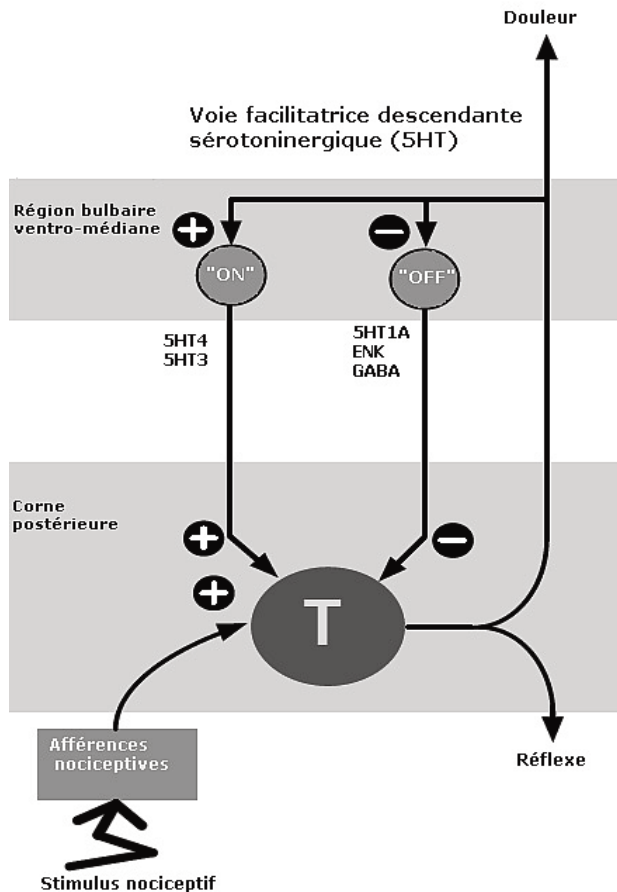 Douleur
Voie facilitatrice descendante
sérotoninergique (5HT)
Région bulbaire
ventro-médiane
+
−
"ON"
"OFF"
5HT4
5HT3
5HT1A
ENK
GABA
Corne
postérieure
+
−
+
T
Afférences
nociceptives
Réflexe
Stimulus nociceptif